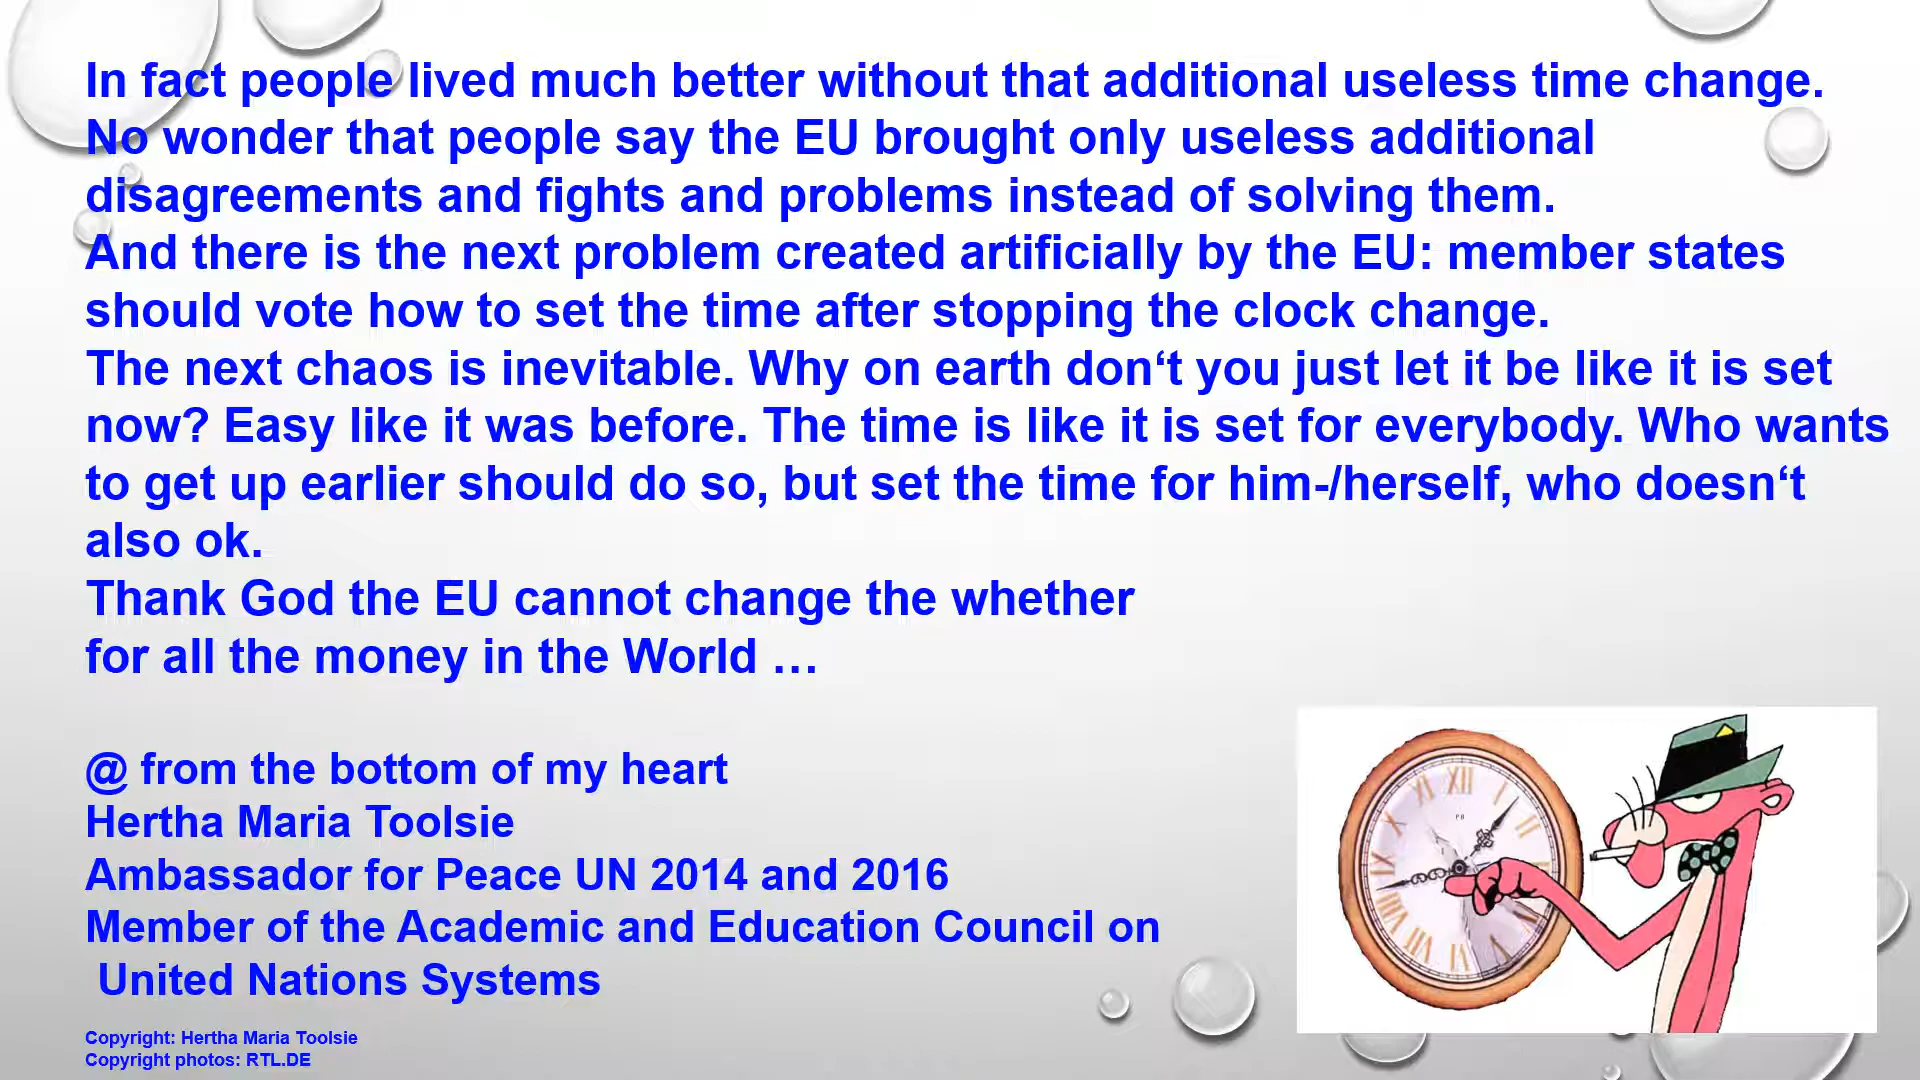 In fact people lived much better without that additional useless time change.
No wonder that people say the EU brought only useless additional
disagreements and fights and problems instead of solving them.
And there is the next problem created artificially by the EU: member states
should vote how to set the time after stopping the clock change.
The next chaos is inevitable. Why on earth don‘t you just let it be like it is set
now? Easy like it was before. The time is like it is set for everybody. Who wants
to get up earlier should do so, but set the time for him-/herself, who doesn‘t
also ok.
Thank God the EU cannot change the whether
for all the money in the World …
@ from the bottom of my heart
Hertha Maria Toolsie
Ambassador for Peace UN 2014 and 2016
Member of the Academic and Education Council on
United Nations Systems
Copyright: Hertha Maria Toolsie
Copyright photos: RTL.DE